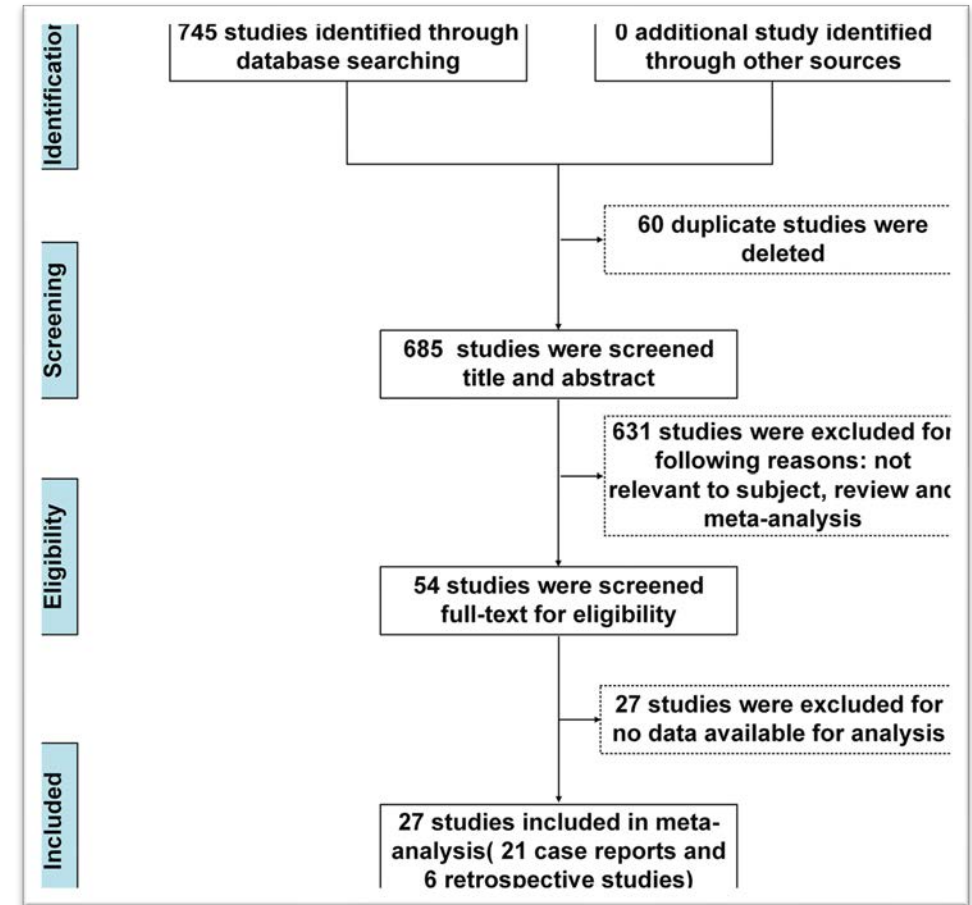 Identification
745 studies identified through
database searching
0 additional study identified
through other sources
60 duplicate studies were
deleted
Screening
685 studies were screened
title and abstract
631 studies were excluded for
following reasons: not
relevant to subject, review and
meta-analysis
Eligibility
54 studies were screened
full-text for eligibility
27 studies were excluded for
no data available for analysis
Included
27 studies included in meta-
analysis( 21 case reports and
6 retrospective studies)